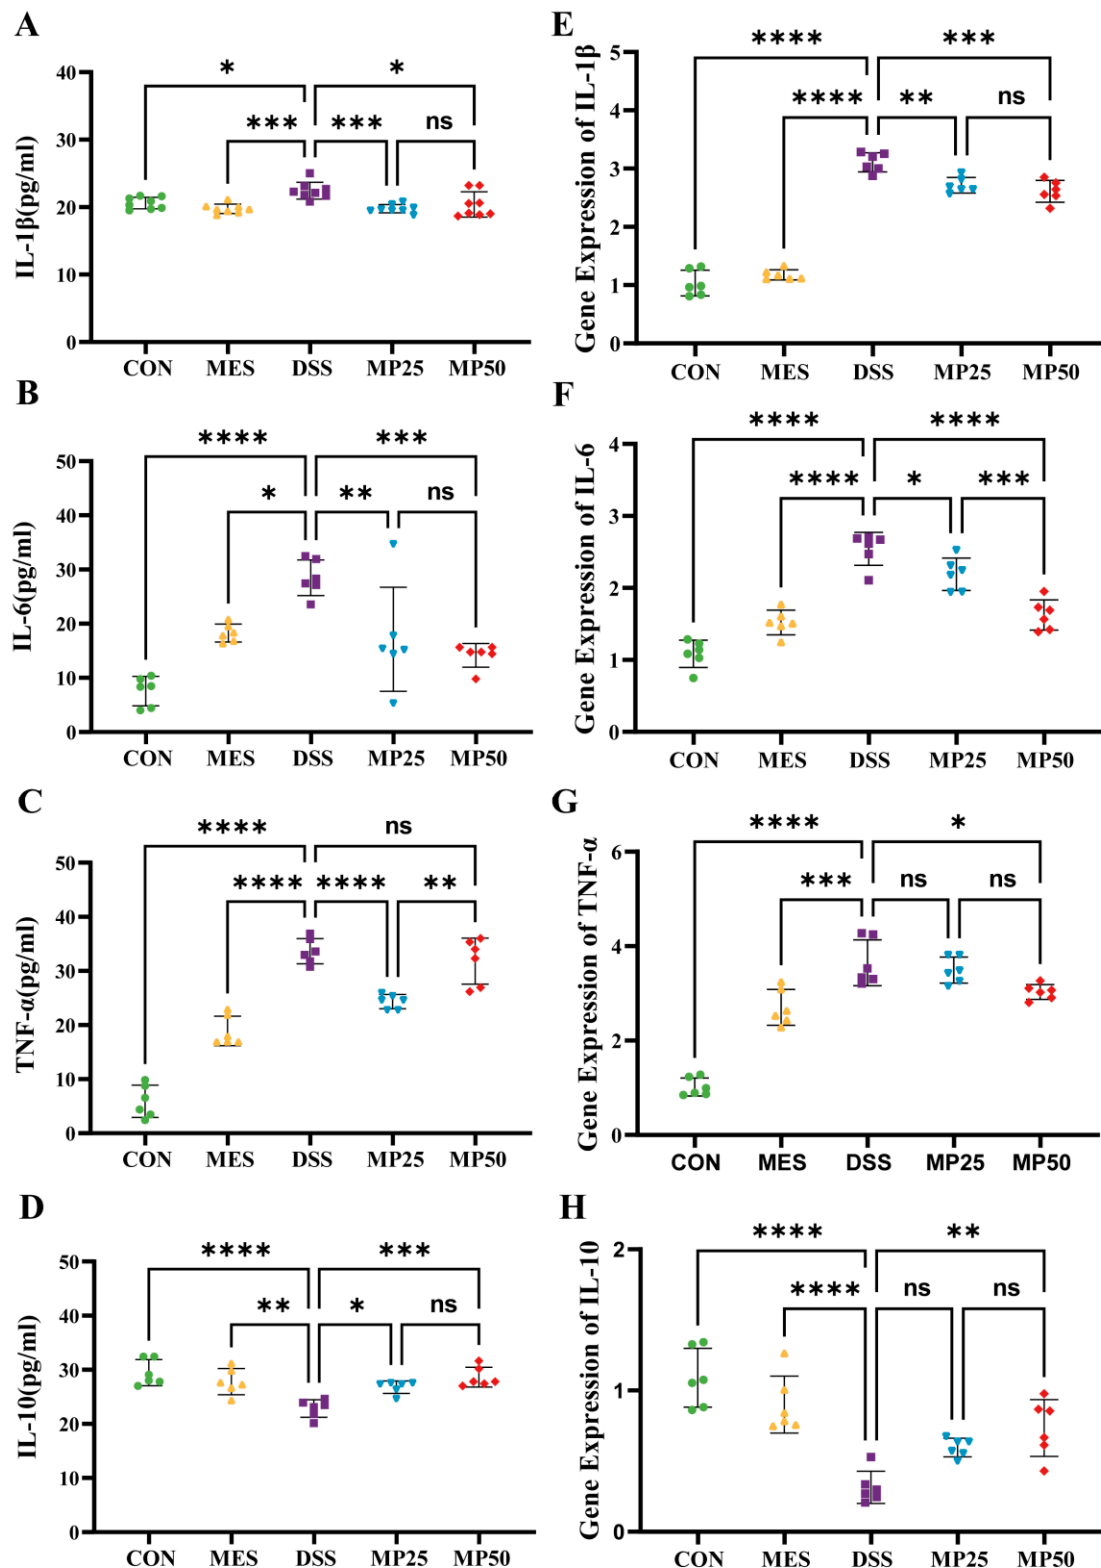 A
IL-1β(pg/ml)
40
30
20
10
0
* *
*** *** ns
CON MES DSS MP25 MP50
E
Gene Expression of IL-1β
5
4
3
2
1
0
**** ***
**** ** ns
CON MES DSS MP25 MP50
B
IL-6(pg/ml)
50
40
30
20
10
0
**** ***
* ** ns
CON MES DSS MP25 MP50
F
Gene Expression of IL-6
4
3
2
1
0
**** ****
**** * ***
CON MES DSS MP25 MP50
C
TNF-α(pg/ml)
50
40
30
20
10
0
**** ns
**** **** **
CON MES DSS MP25 MP50
G
Gene Expression of TNF-α
6
4
2
0
**** *
*** ns ns
CON MES DSS MP25 MP50
D
IL-10(pg/ml)
50
40
30
20
10
0
**** ***
** * ns
CON MES DSS MP25 MP50
H
Gene Expression of IL-10
2
1
0
**** **
**** ns ns
CON MES DSS MP25 MP50